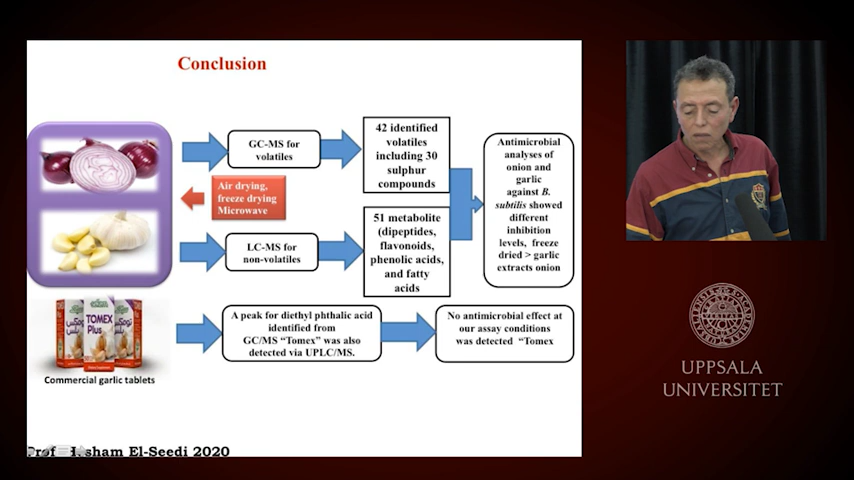 Conclusion
GC-MS for
volatiles
42 identified
volatiles
including 30
sulphur
compounds
Antimicrobial
analyses of
onion and
garlic
against B.
subtilis showed
different
inhibition
levels, freeze
dried > garlic
extracts onion
Air drying,
freeze drying
Microwave
LC-MS for
non-volatiles
51 metabolite
(dipeptides,
flavonoids,
phenolic acids,
and fatty
acids
TOMEX
Plus
A peak for diethyl phthalic acid
identified from
GC/MS “Tomex” was also
detected via UPLC/MS.
No antimicrobial effect at
our assay conditions
was detected “Tomex
Commercial garlic tablets
El-Seedi 2020
UPPSALA
UNIVERSITET